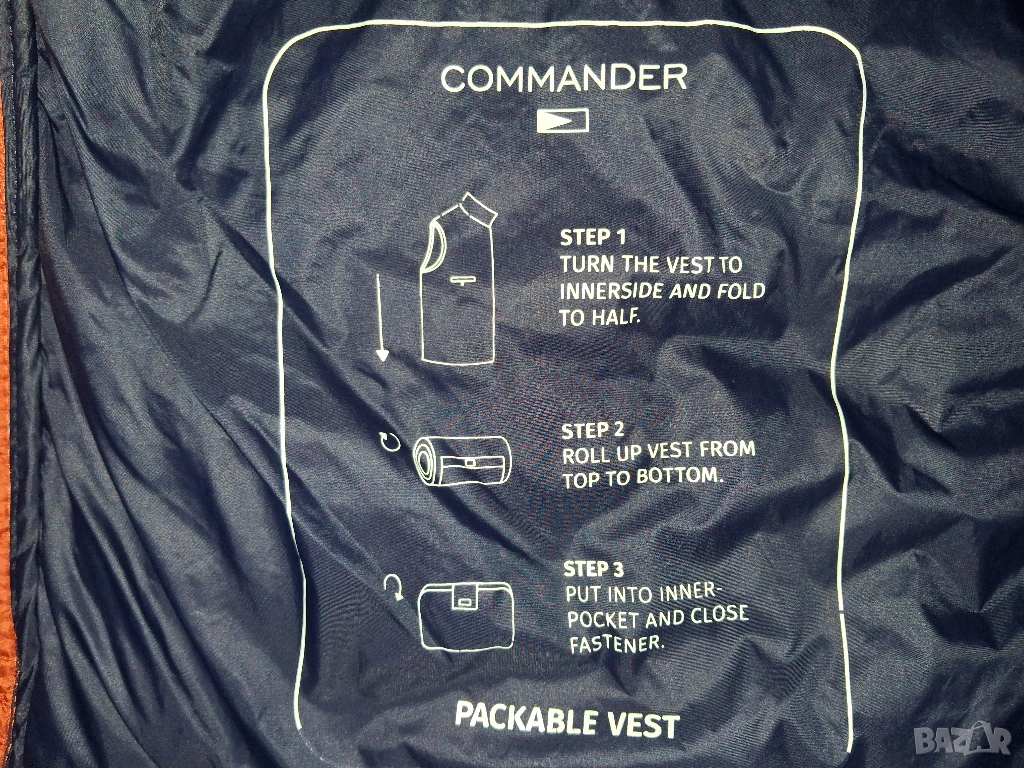 COMMANDER
STEP 1
TURN THE VEST TO
INNERSIDE AND FOLD
TO HALF.
STEP 2
ROLL UP VEST FROM
TOP TO BOTTOM.
STEP 3
PUT INTO INNER-
POCKET AND CLOSE
FASTENER.
PACKABLE VEST
BAZAR